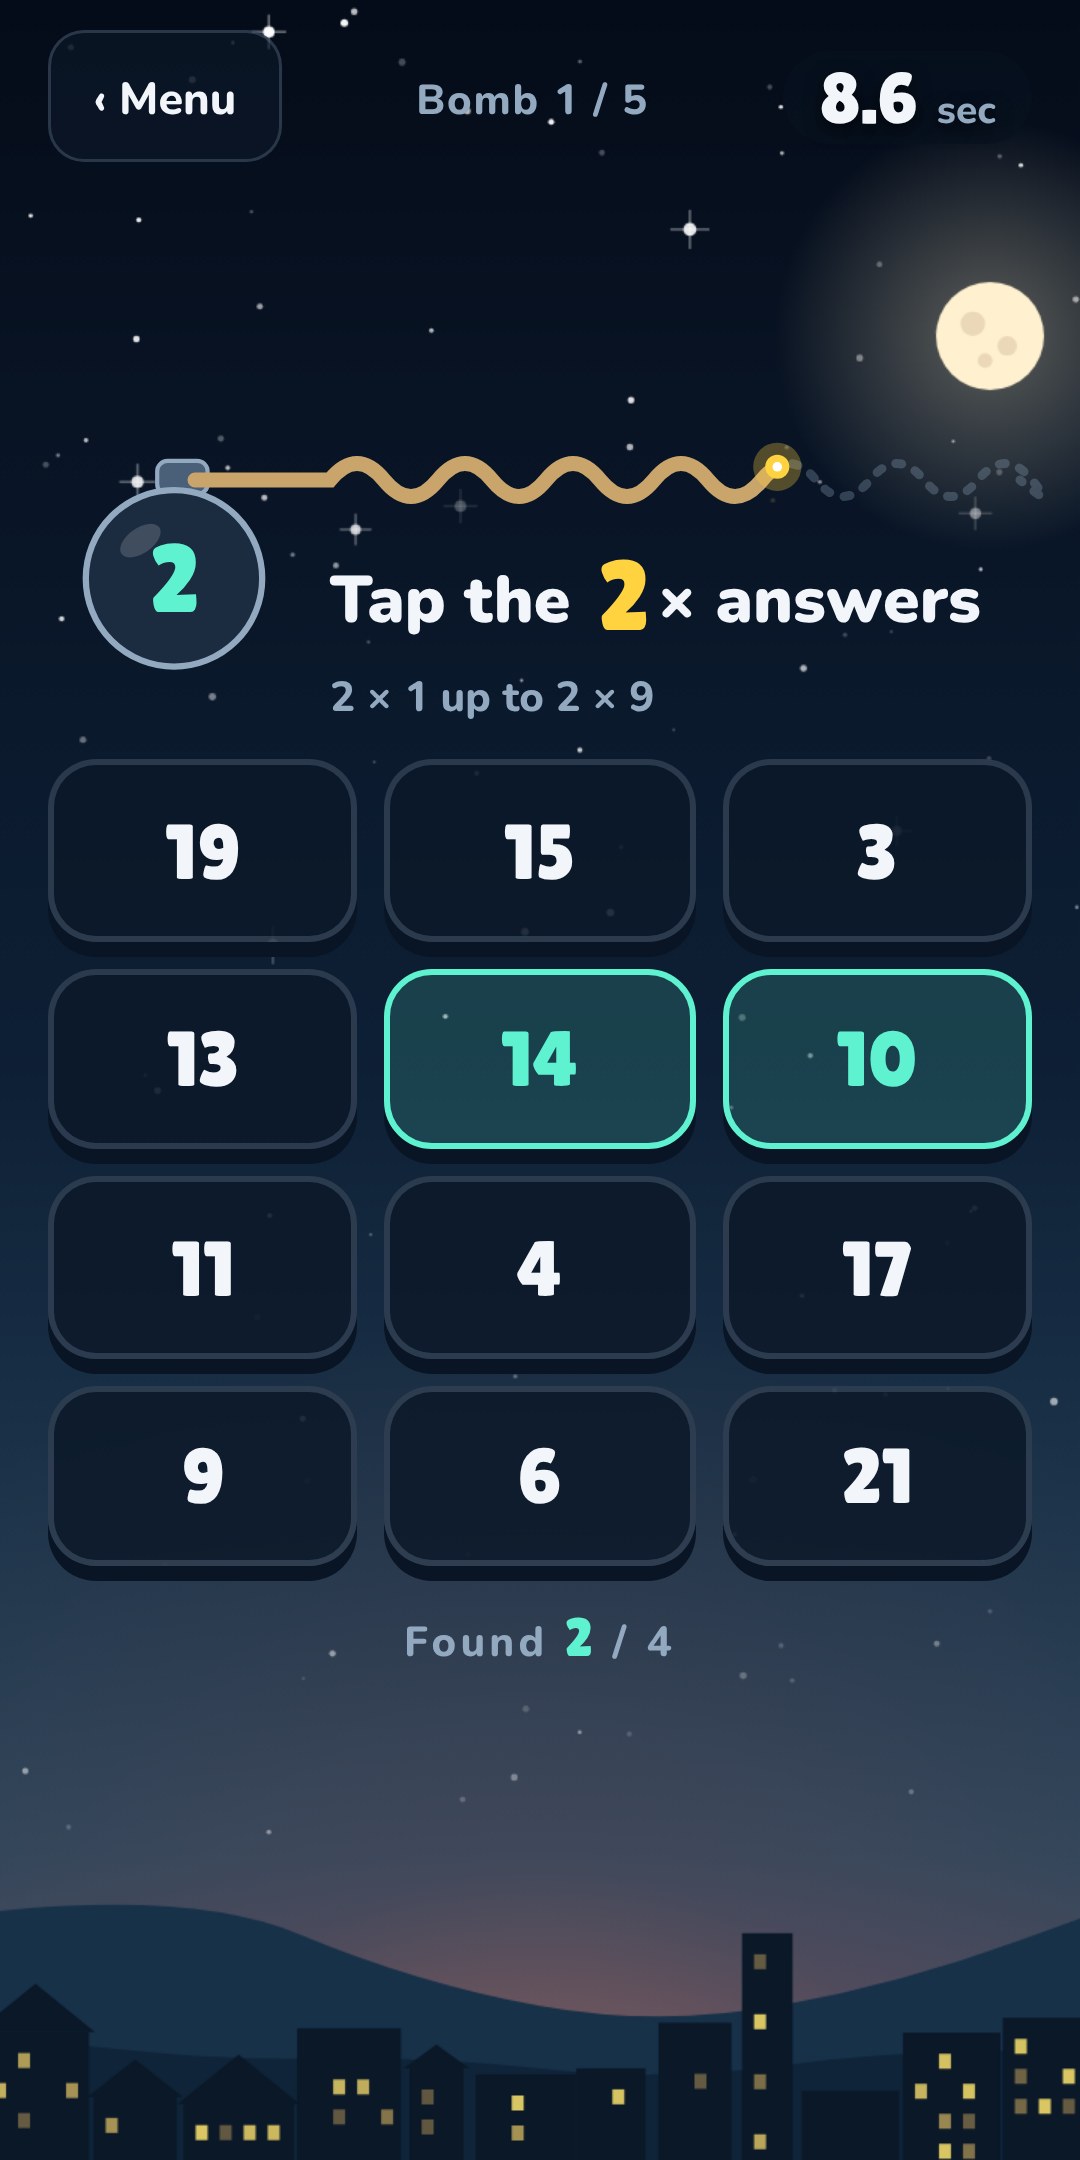 ‹ Menu
Bomb 1 / 5
8.6 sec
2
Tap the 2× answers
2 × 1 up to 2 × 9
19 15 3
13 14 10
11 4 17
9 6 21
Found 2 / 4